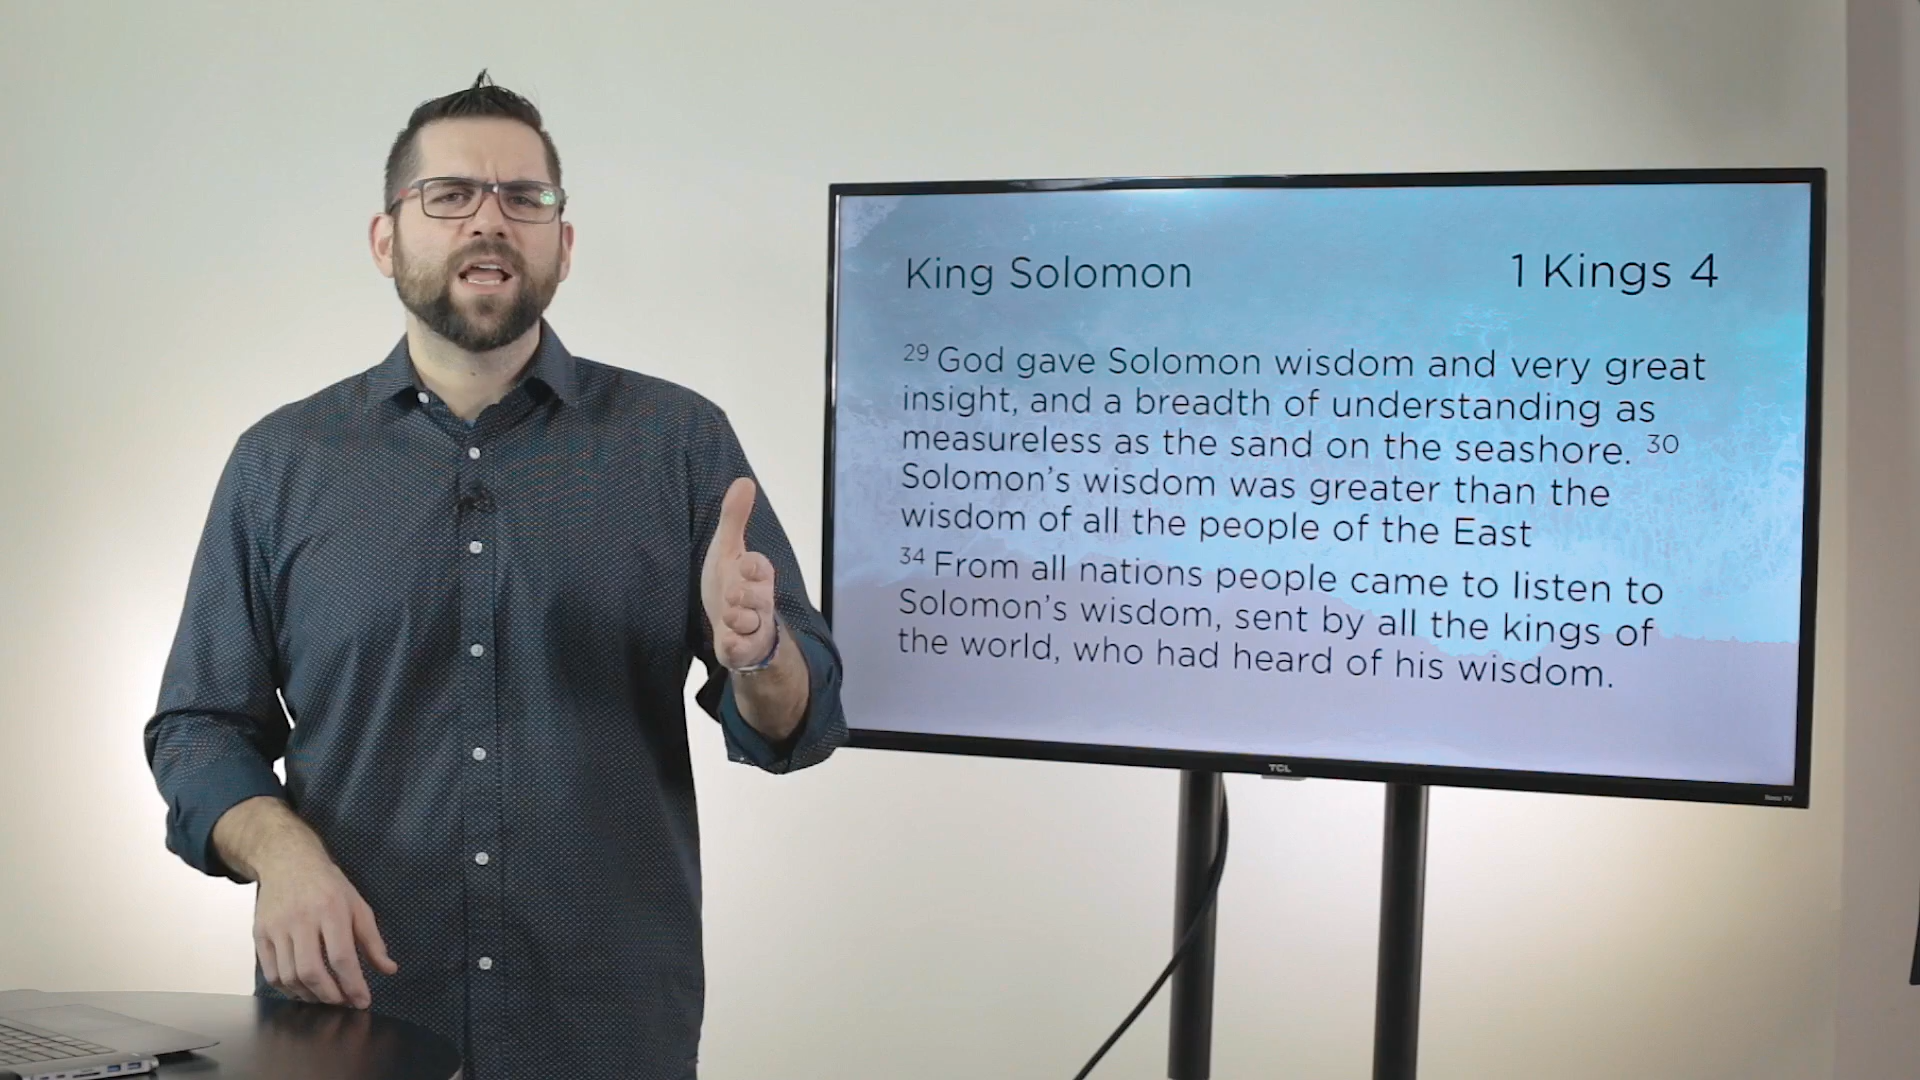 King Solomon 1 Kings 4
29 God gave Solomon wisdom and very great
insight, and a breadth of understanding as
measureless as the sand on the seashore. 30
Solomon’s wisdom was greater than the
wisdom of all the people of the East
34 From all nations people came to listen to
Solomon’s wisdom, sent by all the kings of
the world, who had heard of his wisdom.
TCL
Roku TV